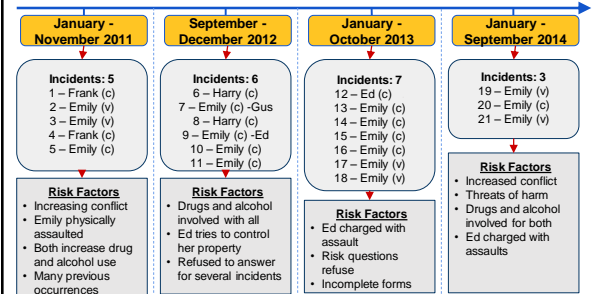 January -
November 2011
Incidents: 5
1 – Frank (c)
2 – Emily (v)
3 – Emily (v)
4 – Frank (c)
5 – Emily (c)
Risk Factors
• Increasing conflict
• Emily physically
assaulted
• Both increase drug
and alcohol use
• Many previous
occurrences
September -
December 2012
Incidents: 6
6 – Harry (c)
7 – Emily (c) -Gus
8 – Harry (c)
9 – Emily (c) -Ed
10 – Emily (c)
11 – Emily (c)
Risk Factors
• Drugs and alcohol
involved with all
• Ed tries to control
her property
• Refused to answer
for several incidents
January -
October 2013
Incidents: 7
12 – Ed (c)
13 – Emily (c)
14 – Emily (c)
15 – Emily (c)
16 – Emily (c)
17 – Emily (v)
18 – Emily (v)
Risk Factors
• Ed charged with
assault
• Risk questions
refuse
• Incomplete forms
January -
September 2014
Incidents: 3
19 – Emily (v)
20 – Emily (c)
21 – Emily (v)
Risk Factors
• Increased conflict
• Threats of harm
• Drugs and alcohol
involved for both
• Ed charged with
assaults